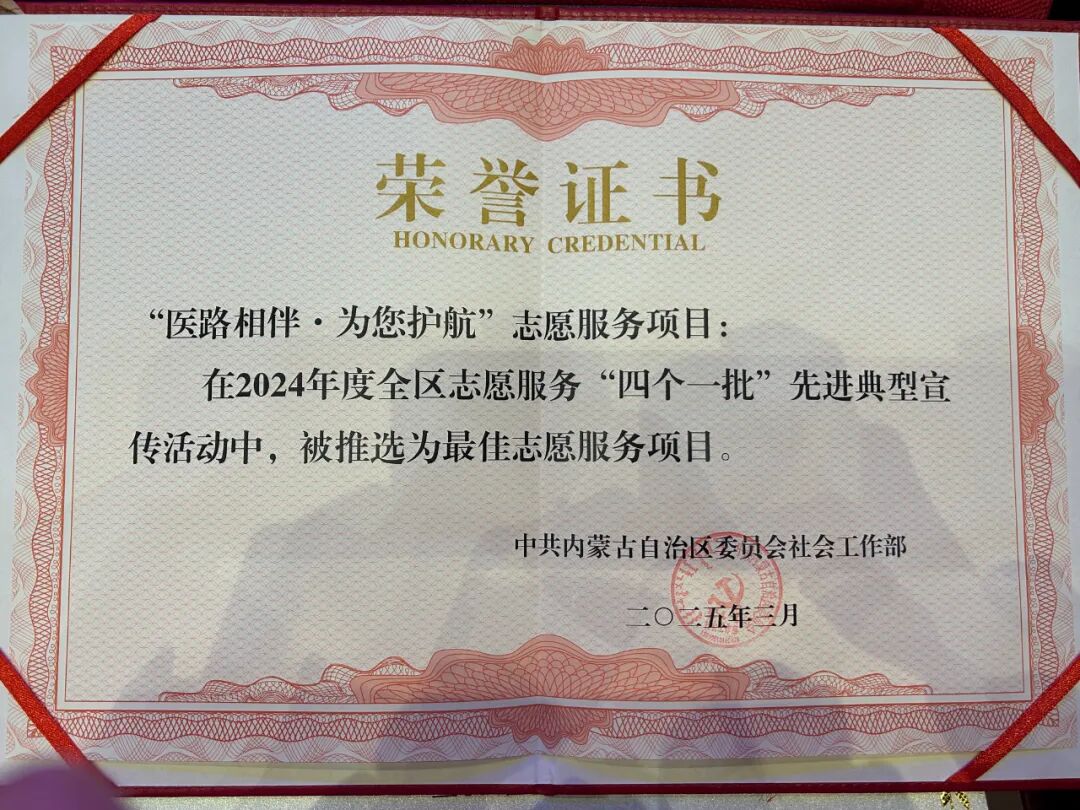 荣誉证书
HONORARY CREDENTIAL
“医路相伴·为您护航”志愿服务项目：
在2024年度全区志愿服务“四个一批”先进典型宣
传活动中，被推选为最佳志愿服务项目。
中共内蒙古自治区委员会社会工作部
二〇二五年三月